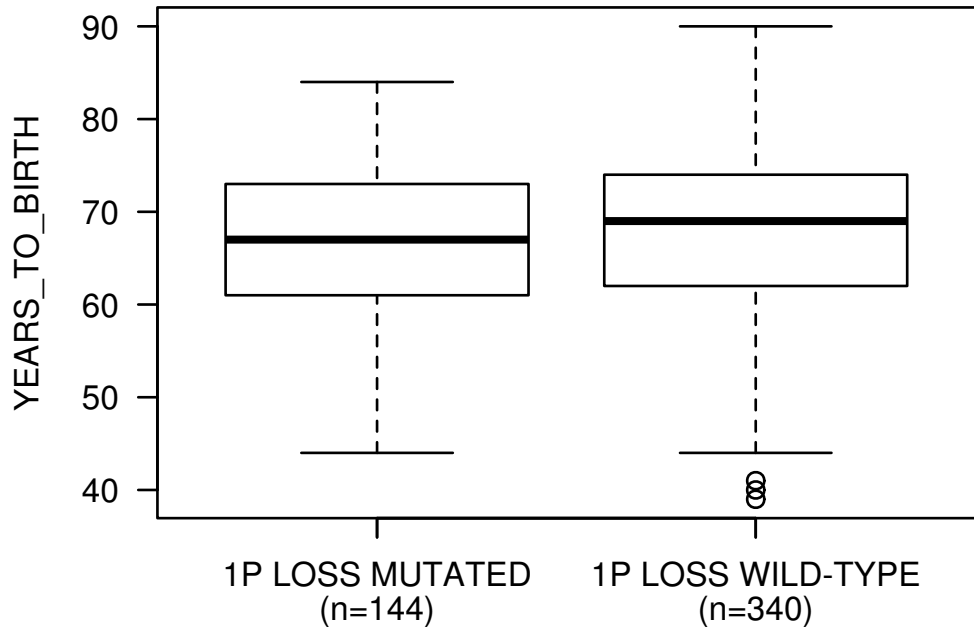 YEARS_TO_BIRTH
90
80
70
60
50
40
1P LOSS MUTATED
(n=144)
1P LOSS WILD-TYPE
(n=340)